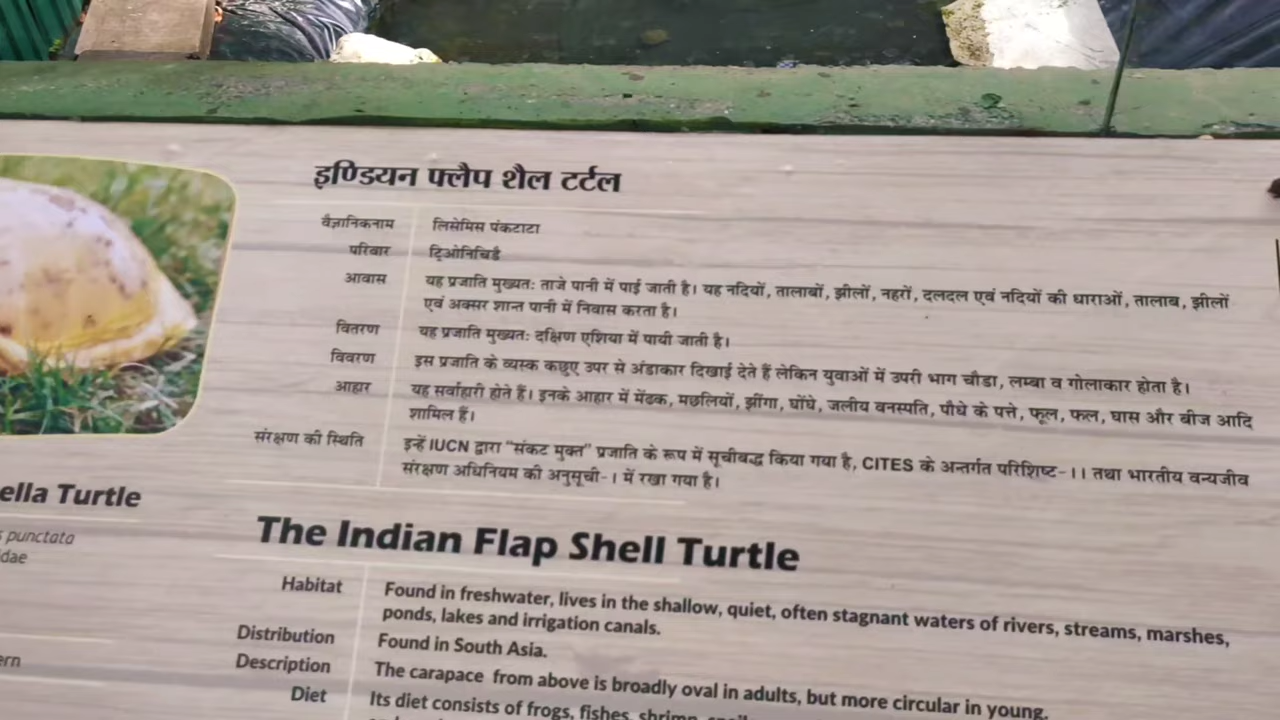 इण्डियन फ्लैप शैल टर्टल
वैज्ञानिकनाम लिसेमिस पंकटाटा
परिवार ट्रिओनिचिडै
आवास यह प्रजाति मुख्यतः ताजे पानी में पाई जाती है। यह नदियों, तालाबों, झीलों, नहरों, दलदल एवं नदियों की धाराओं, तालाब, झीलों
एवं अक्सर शान्त पानी में निवास करता है।
वितरण यह प्रजाति मुख्यतः दक्षिण एशिया में पायी जाती है।
विवरण इस प्रजाति के व्यस्क कछुए उपर से अंडाकार दिखाई देते हैं लेकिन युवाओं में उपरी भाग चौडा, लम्बा व गोलाकार होता है।
आहार यह सर्वाहारी होते हैं। इनके आहार में मेंढक, मछलियों, झींगा, घोंघे, जलीय वनस्पति, पौधे के पत्ते, फूल, फल, घास और बीज आदि
शामिल हैं।
संरक्षण की स्थिति इन्हें IUCN द्वारा “संकट मुक्त” प्रजाति के रूप में सूचीबद्ध किया गया है, CITES के अन्तर्गत परिशिष्ट-।। तथा भारतीय वन्यजीव
संरक्षण अधिनियम की अनुसूची-। में रखा गया है।
ella Turtle
punctata
dae
ern
The Indian Flap Shell Turtle
Habitat Found in freshwater, lives in the shallow, quiet, often stagnant waters of rivers, streams, marshes,
ponds, lakes and irrigation canals.
Distribution Found in South Asia.
Description The carapace from above is broadly oval in adults, but more circular in young.
Diet Its diet consists of frogs, fishes, shrimp,